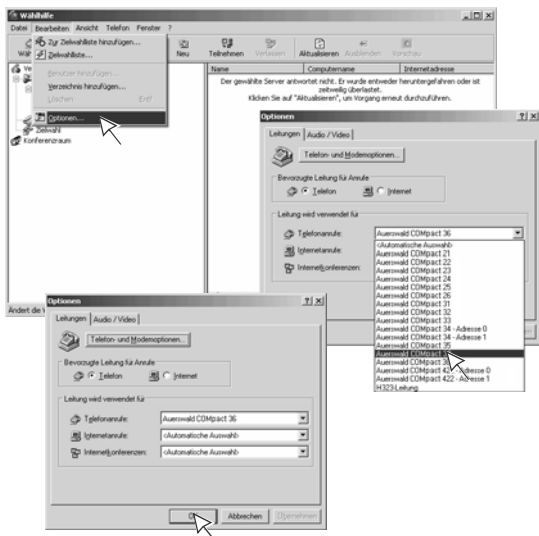 Wählhilfe
Datei Bearbeiten Ansicht Telefon Fenster ?
Zur Zielwahlliste hinzufügen...
Zielwahlliste...
Benutzer hinzufügen...
Verzeichnis hinzufügen...
Löschen Entf
Optionen...
Neu Teilnehmen Verlassen Aktualisieren Ausblenden Vorschau
Name Computername Internetadresse
Der gewählte Server antwortet nicht. Er wurde entweder heruntergefahren oder ist
zeitweilig überlastet.
Klicken Sie auf "Aktualisieren", um Vorgang erneut durchzuführen.
Zielwahl
Konferenzraum
Ändert die
Optionen
Leitungen Audio / Video
Telefon- und Modemoptionen...
Bevorzugte Leitung für Anrufe
Telefon Internet
Leitung wird verwendet für
Telefonanrufe: Auerswald COMpact 36
Internetanrufe:
Internetkonferenzen:
<Automatische Auswahl>
Auerswald COMpact 21
Auerswald COMpact 22
Auerswald COMpact 23
Auerswald COMpact 24
Auerswald COMpact 25
Auerswald COMpact 26
Auerswald COMpact 31
Auerswald COMpact 32
Auerswald COMpact 33
Auerswald COMpact 34 - Adresse 0
Auerswald COMpact 34 - Adresse 1
Auerswald COMpact 35
Auerswald COMpact
Auerswald COMpact
Auerswald COMpact Adresse 0
Auerswald COMpact 422 - Adresse 1
H323-Leitung
Optionen
Leitungen Audio / Video
Telefon- und Modemoptionen...
Bevorzugte Leitung für Anrufe
Telefon Internet
Leitung wird verwendet für
Telefonanrufe: Auerswald COMpact 36
Internetanrufe: <Automatische Auswahl>
Internetkonferenzen: <Automatische Auswahl>
Abbrechen Übernehmen